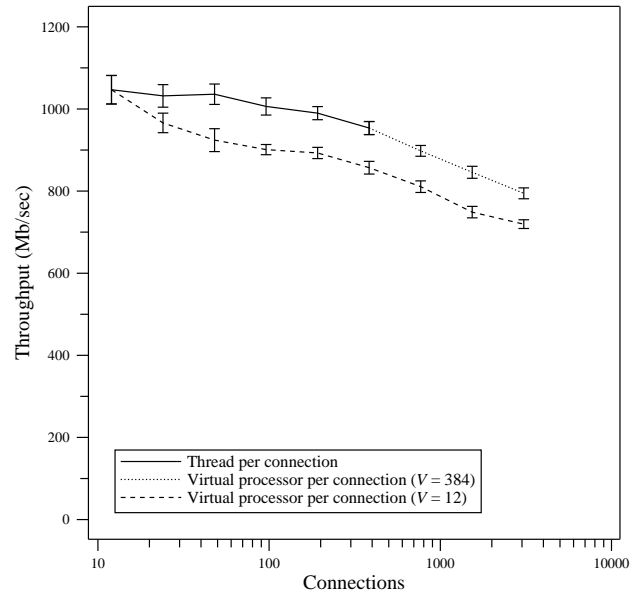 1200
1000
800
600
400
200
0
Throughput (Mb/sec)
Thread per connection
Virtual processor per connection (V = 384)
Virtual processor per connection (V = 12)
10
100
1000
10000
Connections